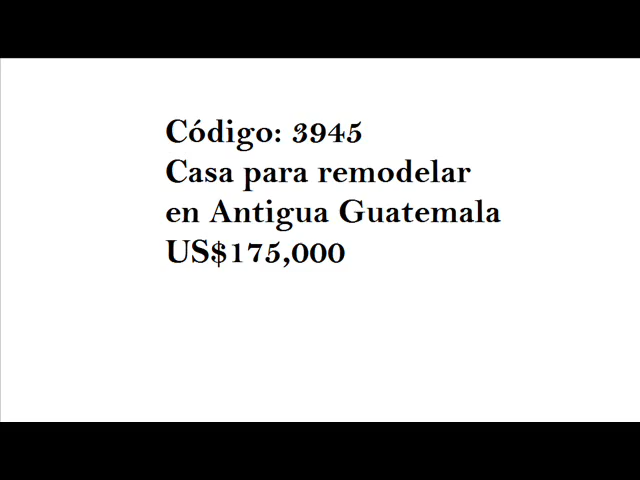 Código: 3945
Casa para remodelar
en Antigua Guatemala
US$175,000